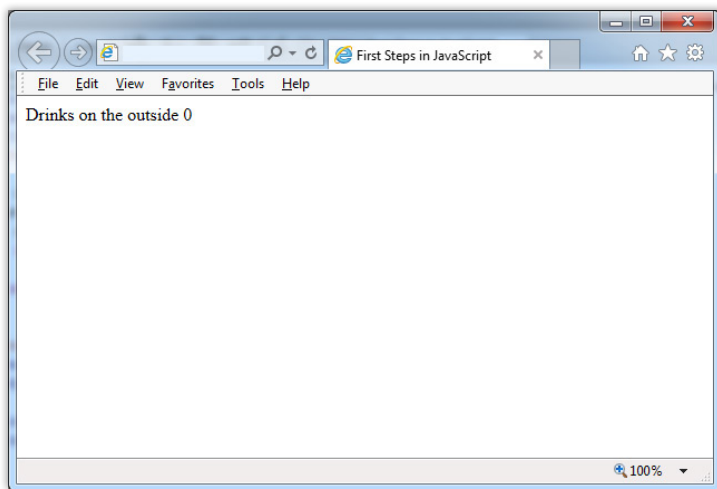 First Steps in JavaScript
File Edit View Favorites Tools Help
Drinks on the outside 0
100%